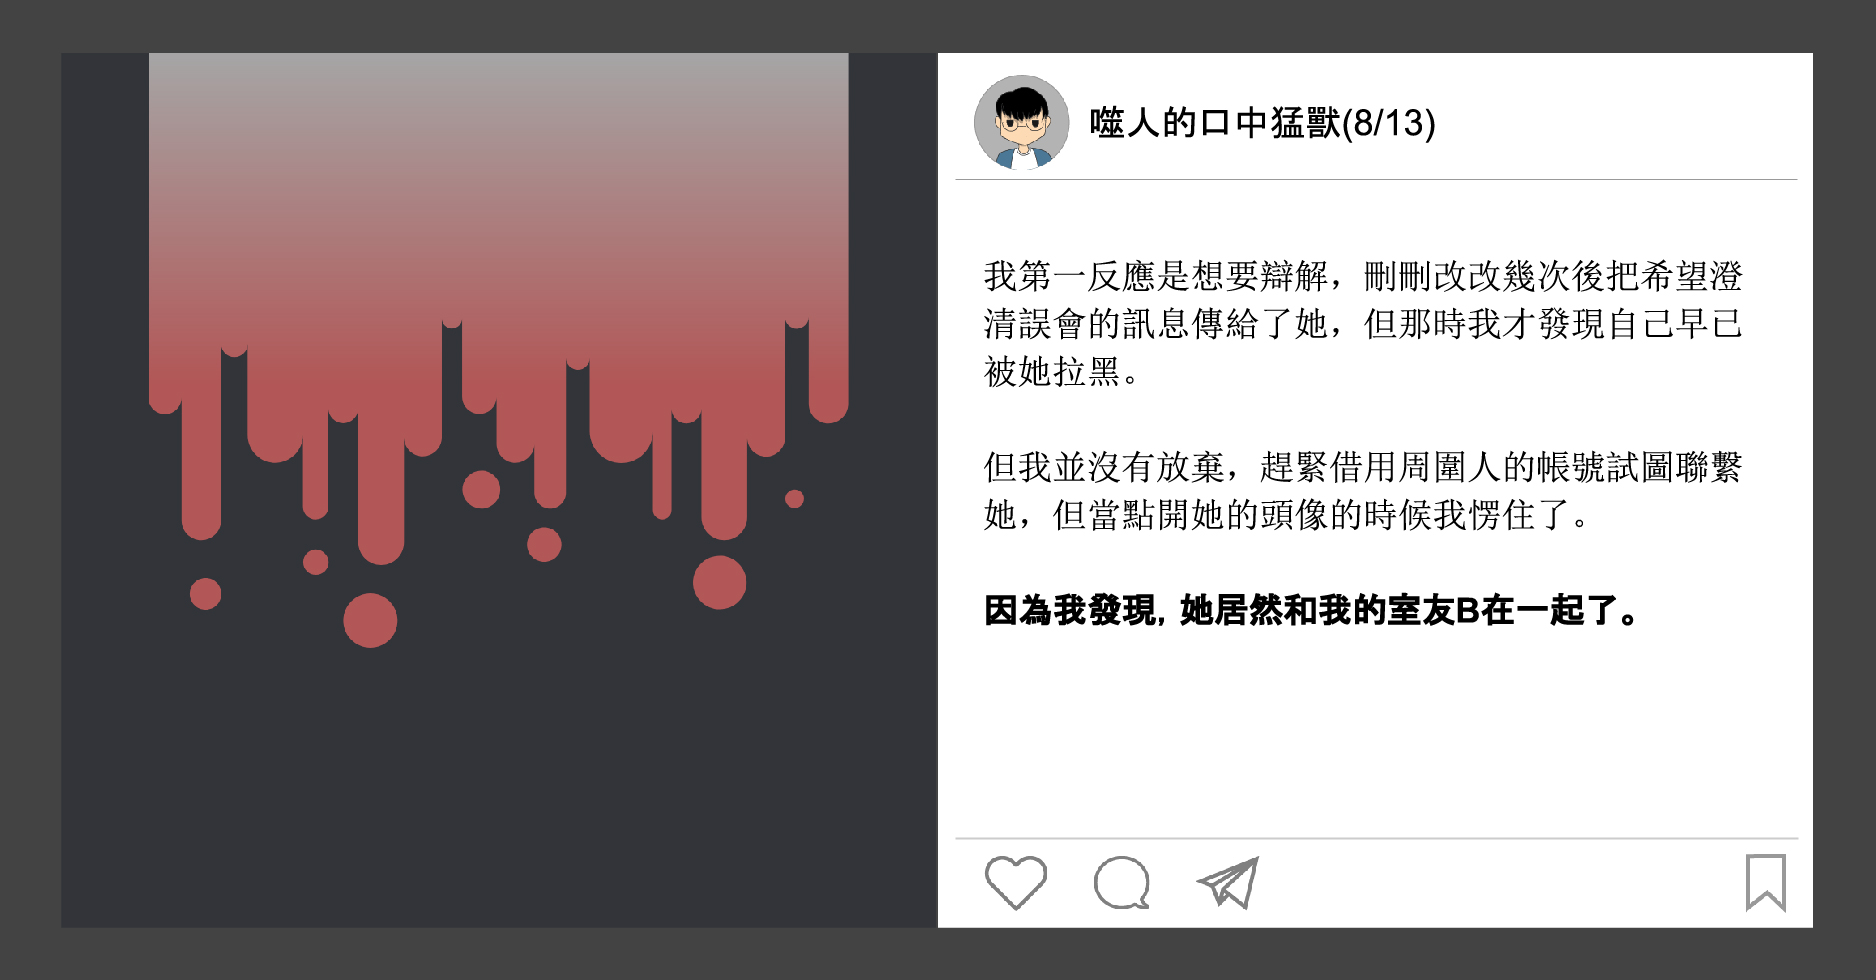 噬人的口中猛獸(8/13)
我第一反應是想要辯解，刪刪改改幾次後把希望澄
清誤會的訊息傳給了她，但那時我才發現自己早已
被她拉黑。
但我並沒有放棄，趕緊借用周圍人的帳號試圖聯繫
她，但當點開她的頭像的時候我愣住了。
因為我發現，她居然和我的室友B在一起了。